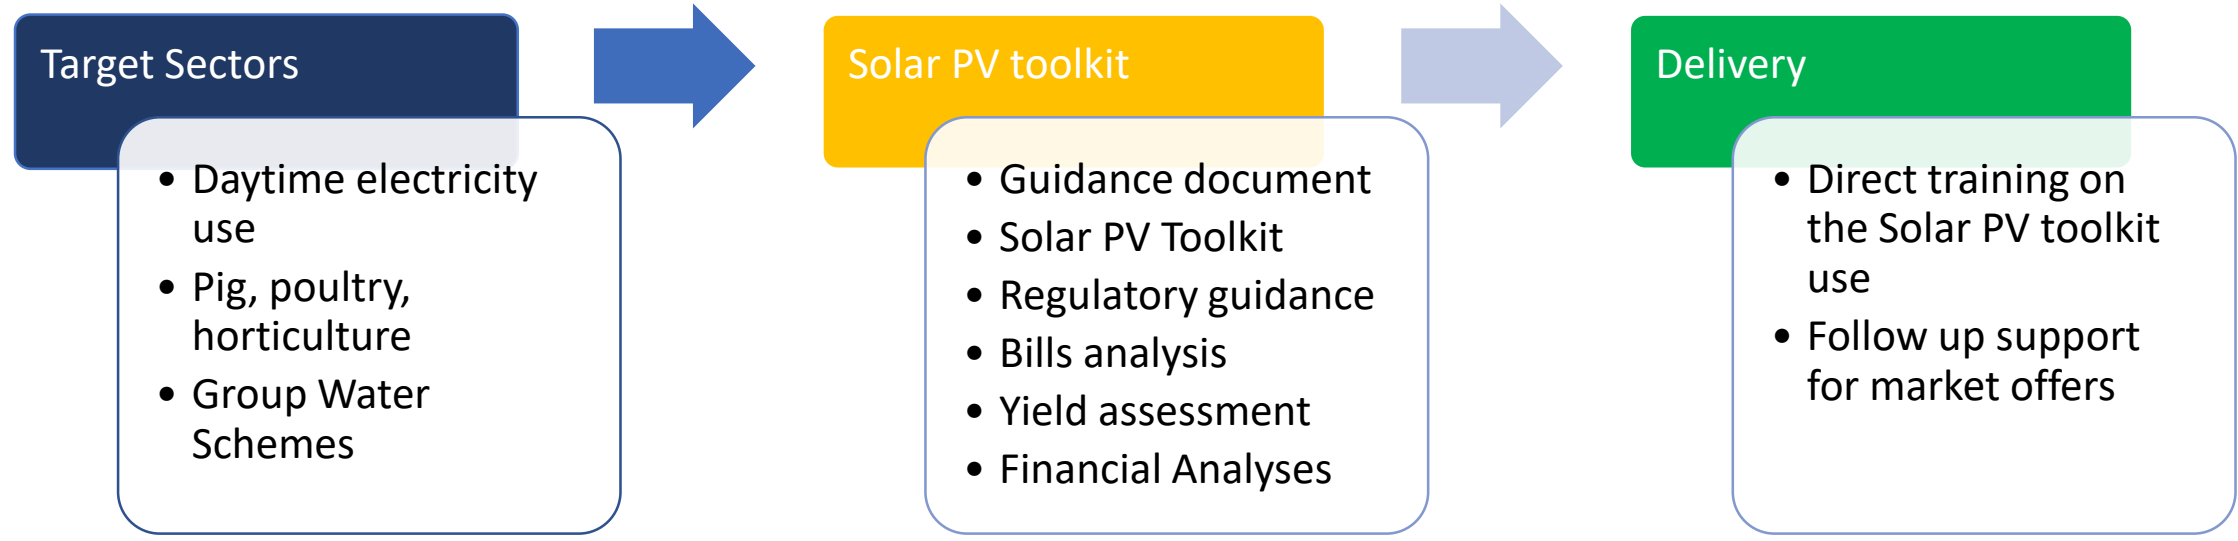 Target Sectors
• Daytime electricity
use
• Pig, poultry,
horticulture
• Group Water
Schemes
Solar PV toolkit
• Guidance document
• Solar PV Toolkit
• Regulatory guidance
• Bills analysis
• Yield assessment
• Financial Analyses
Delivery
• Direct training on
the Solar PV toolkit
use
• Follow up support
for market offers